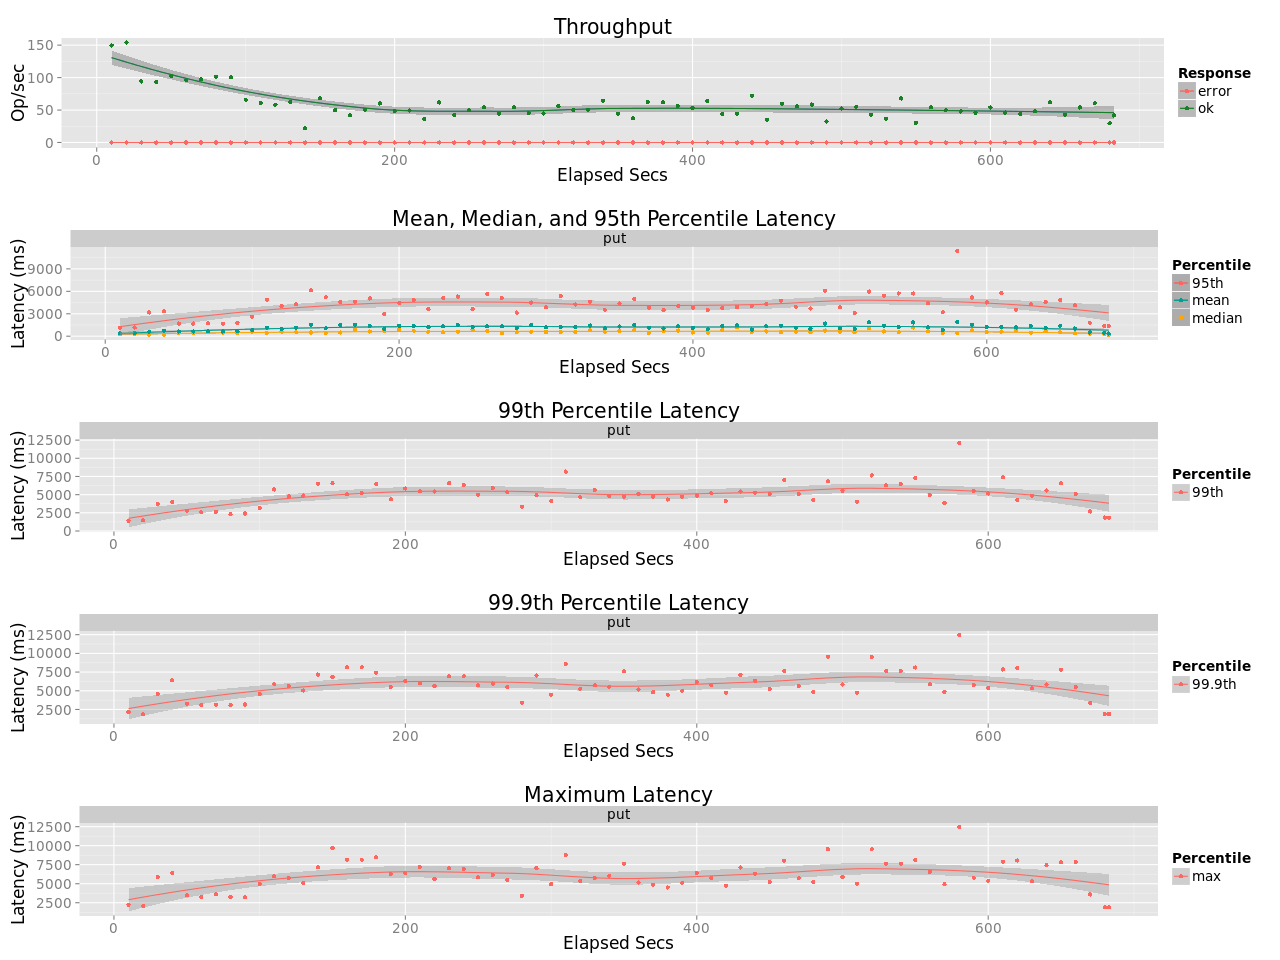 Throughput
Op/sec
150
100
50
0
0 200 400 600
Elapsed Secs
Response
error
ok
Mean, Median, and 95th Percentile Latency
put
Latency (ms)
9000
6000
3000
0
0 200 400 600
Elapsed Secs
Percentile
95th
mean
median
99th Percentile Latency
put
Latency (ms)
12500
10000
7500
5000
2500
0
0 200 400 600
Elapsed Secs
Percentile
99th
99.9th Percentile Latency
put
Latency (ms)
12500
10000
7500
5000
2500
0 200 400 600
Elapsed Secs
Percentile
99.9th
Maximum Latency
put
Latency (ms)
12500
10000
7500
5000
2500
0 200 400 600
Elapsed Secs
Percentile
max